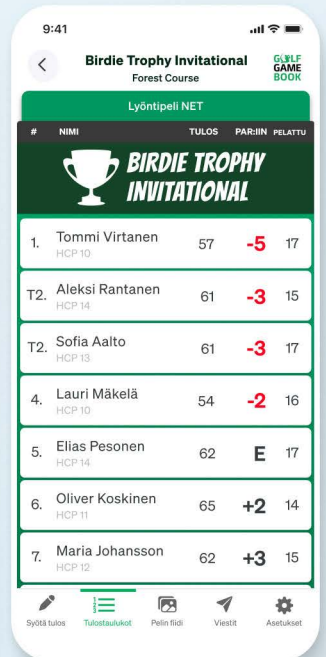 9:41
Birdie Trophy Invitational
Forest Course
GOLF
GAME
BOOK
Lyöntipeli NET
# NIMI TULOS PAR:IIN PELATTU
BIRDIE TROPHY
INVITATIONAL
1. Tommi Virtanen 57 -5 17
HCP 10
T2. Aleksi Rantanen 61 -3 15
HCP 14
T2. Sofia Aalto 61 -3 17
HCP 13
4. Lauri Mäkelä 54 -2 16
HCP 10
5. Elias Pesonen 62 E 17
HCP 14
6. Oliver Koskinen 65 +2 14
HCP 11
7. Maria Johansson 62 +3 15
HCP 12
Syötä tulos Tulostaulukot Pelin fiidi Viestit Asetukset